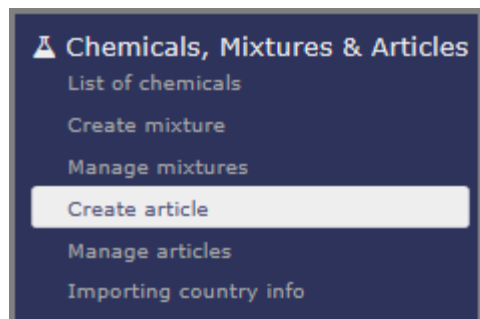 Chemicals, Mixtures & Articles
List of chemicals
Create mixture
Manage mixtures
Create article
Manage articles
Importing country info